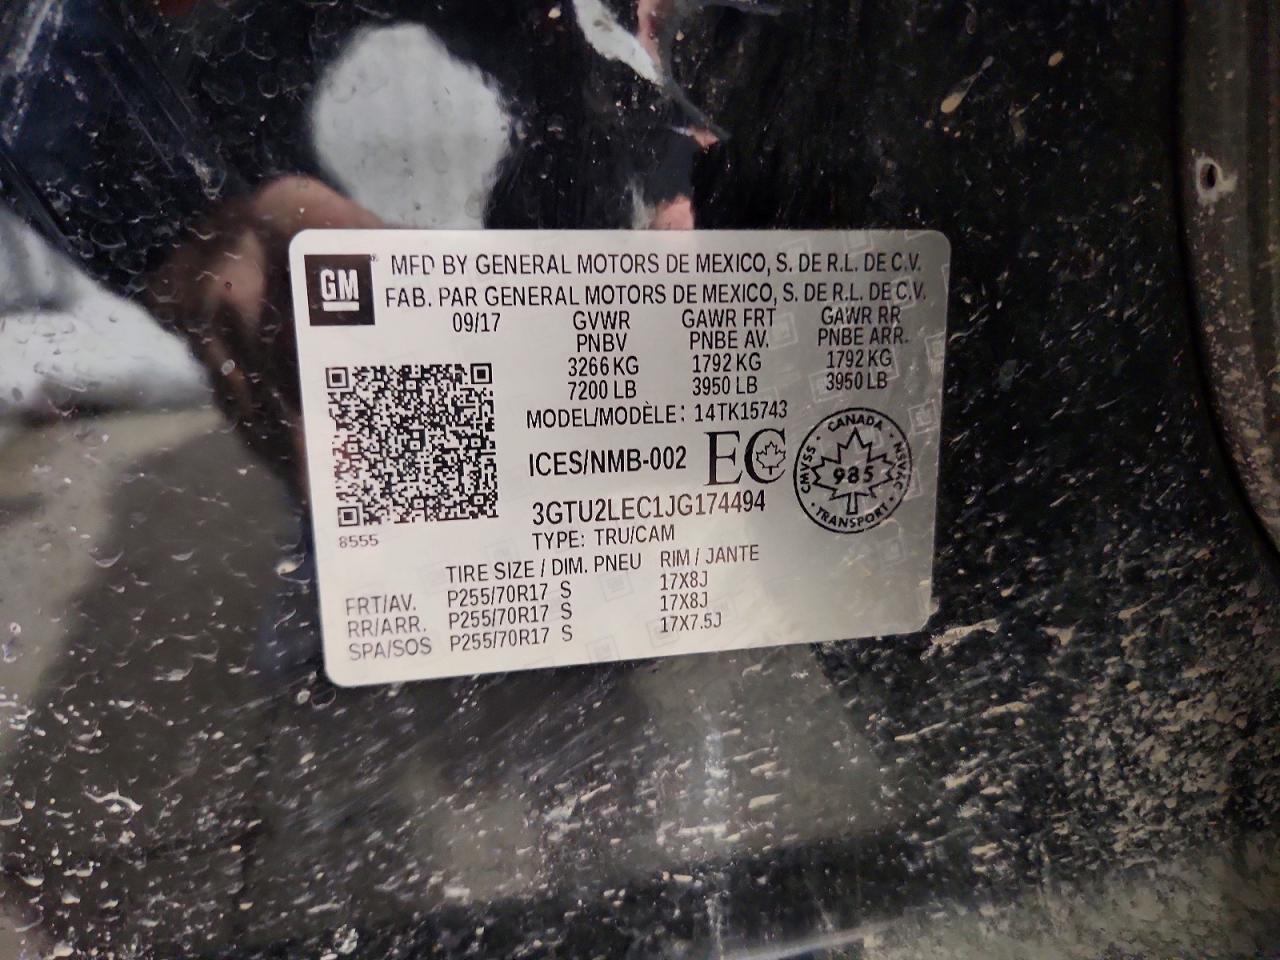 GM
MFD BY GENERAL MOTORS DE MEXICO, S. DE R.L. DE C.V.
FAB. PAR GENERAL MOTORS DE MEXICO, S. DE R.L. DE C.V.
09/17 GVWR GAWR FRT GAWR RR
PNBV PNBE AV. PNBE ARR.
3266 KG 1792 KG 1792 KG
7200 LB 3950 LB 3950 LB
MODEL/MODÈLE: 14TK15743
ICES/NMB-002 EC
CANADA
CMVSS 985 NSVAC
TRANSPORT
3GTU2LEC1JG174494
8555 TYPE: TRU/CAM
TIRE SIZE / DIM. PNEU RIM / JANTE
FRT/AV. P255/70R17 S 17X8J
RR/ARR. P255/70R17 S 17X8J
SPA/SOS P255/70R17 S 17X7.5J